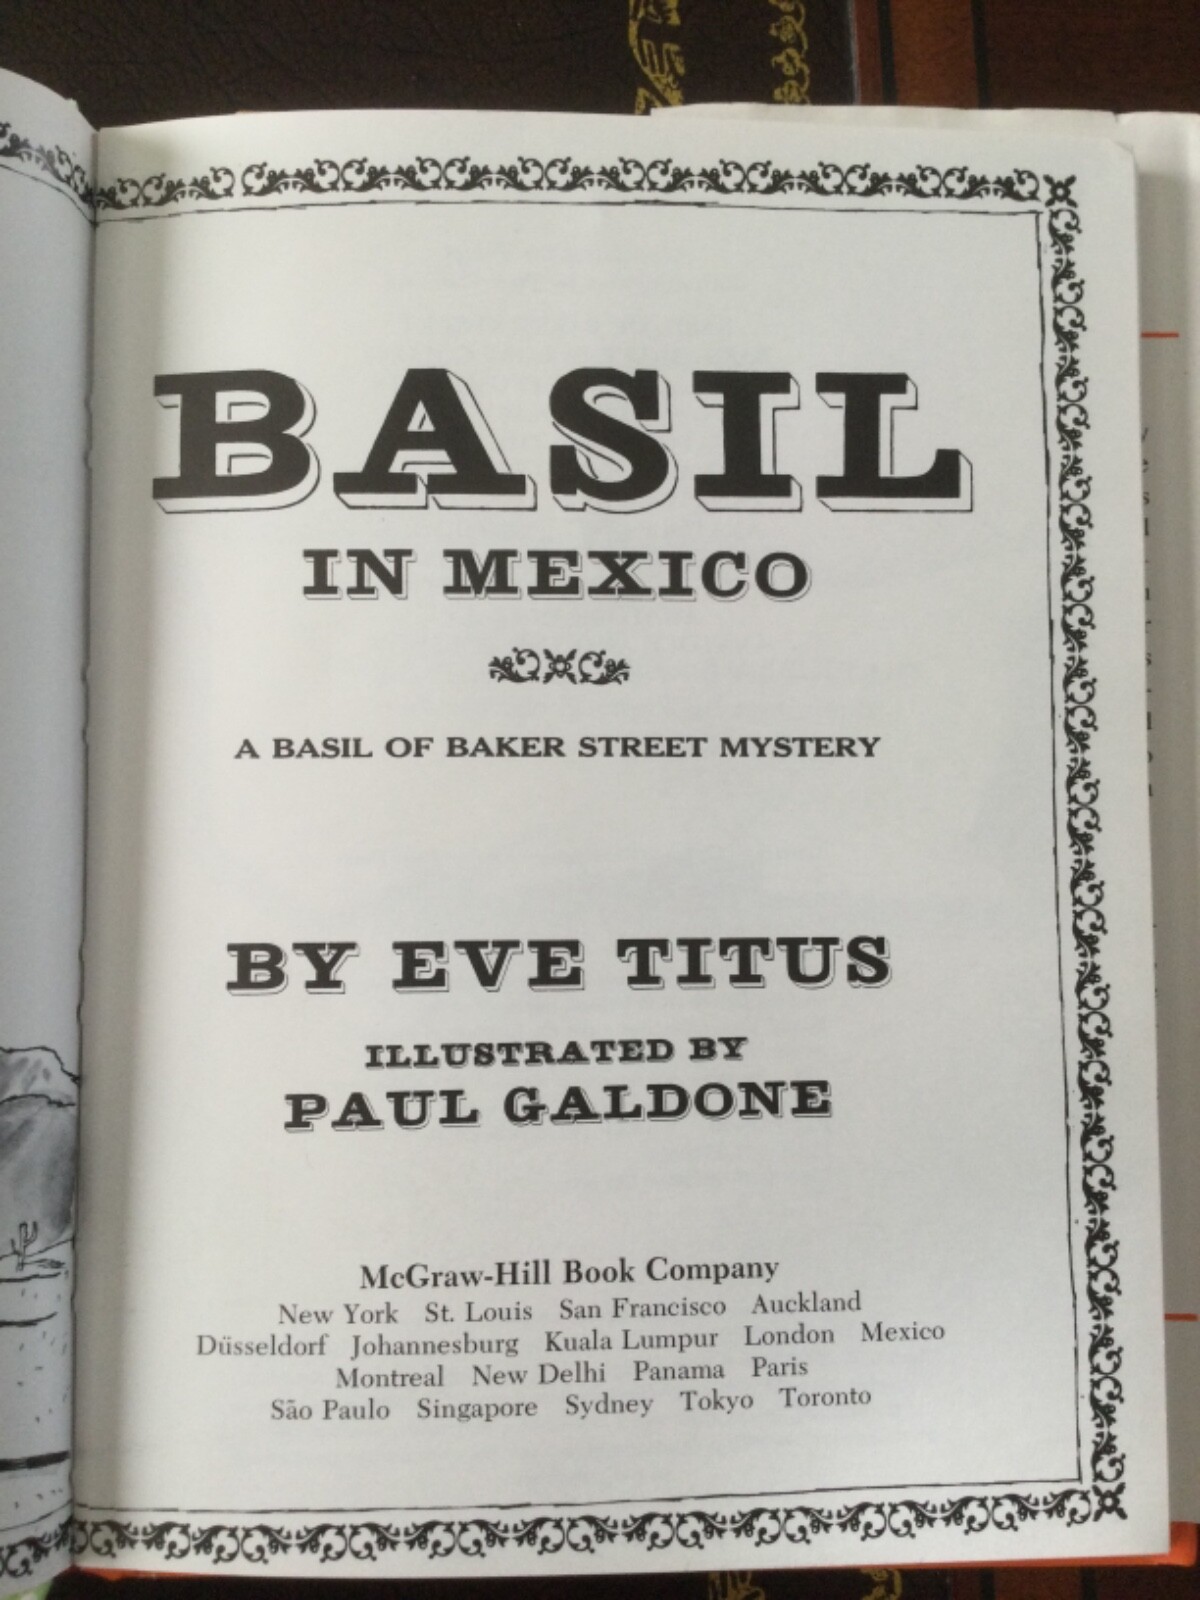 BASIL
IN MEXICO
A BASIL OF BAKER STREET MYSTERY
BY EVE TITUS
ILLUSTRATED BY
PAUL GALDONE
McGraw-Hill Book Company
New York St. Louis San Francisco Auckland
Düsseldorf Johannesburg Kuala Lumpur London Mexico
Montreal New Delhi Panama Paris
São Paulo Singapore Sydney Tokyo Toronto